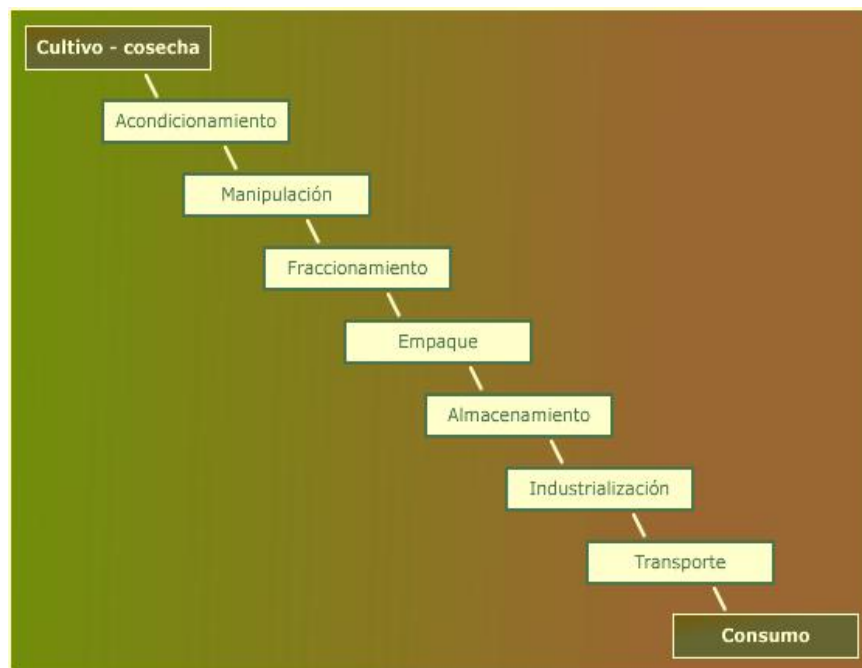 Cultivo - cosecha
Acondicionamiento
Manipulación
Fraccionamiento
Empaque
Almacenamiento
Industrialización
Transporte
Consumo